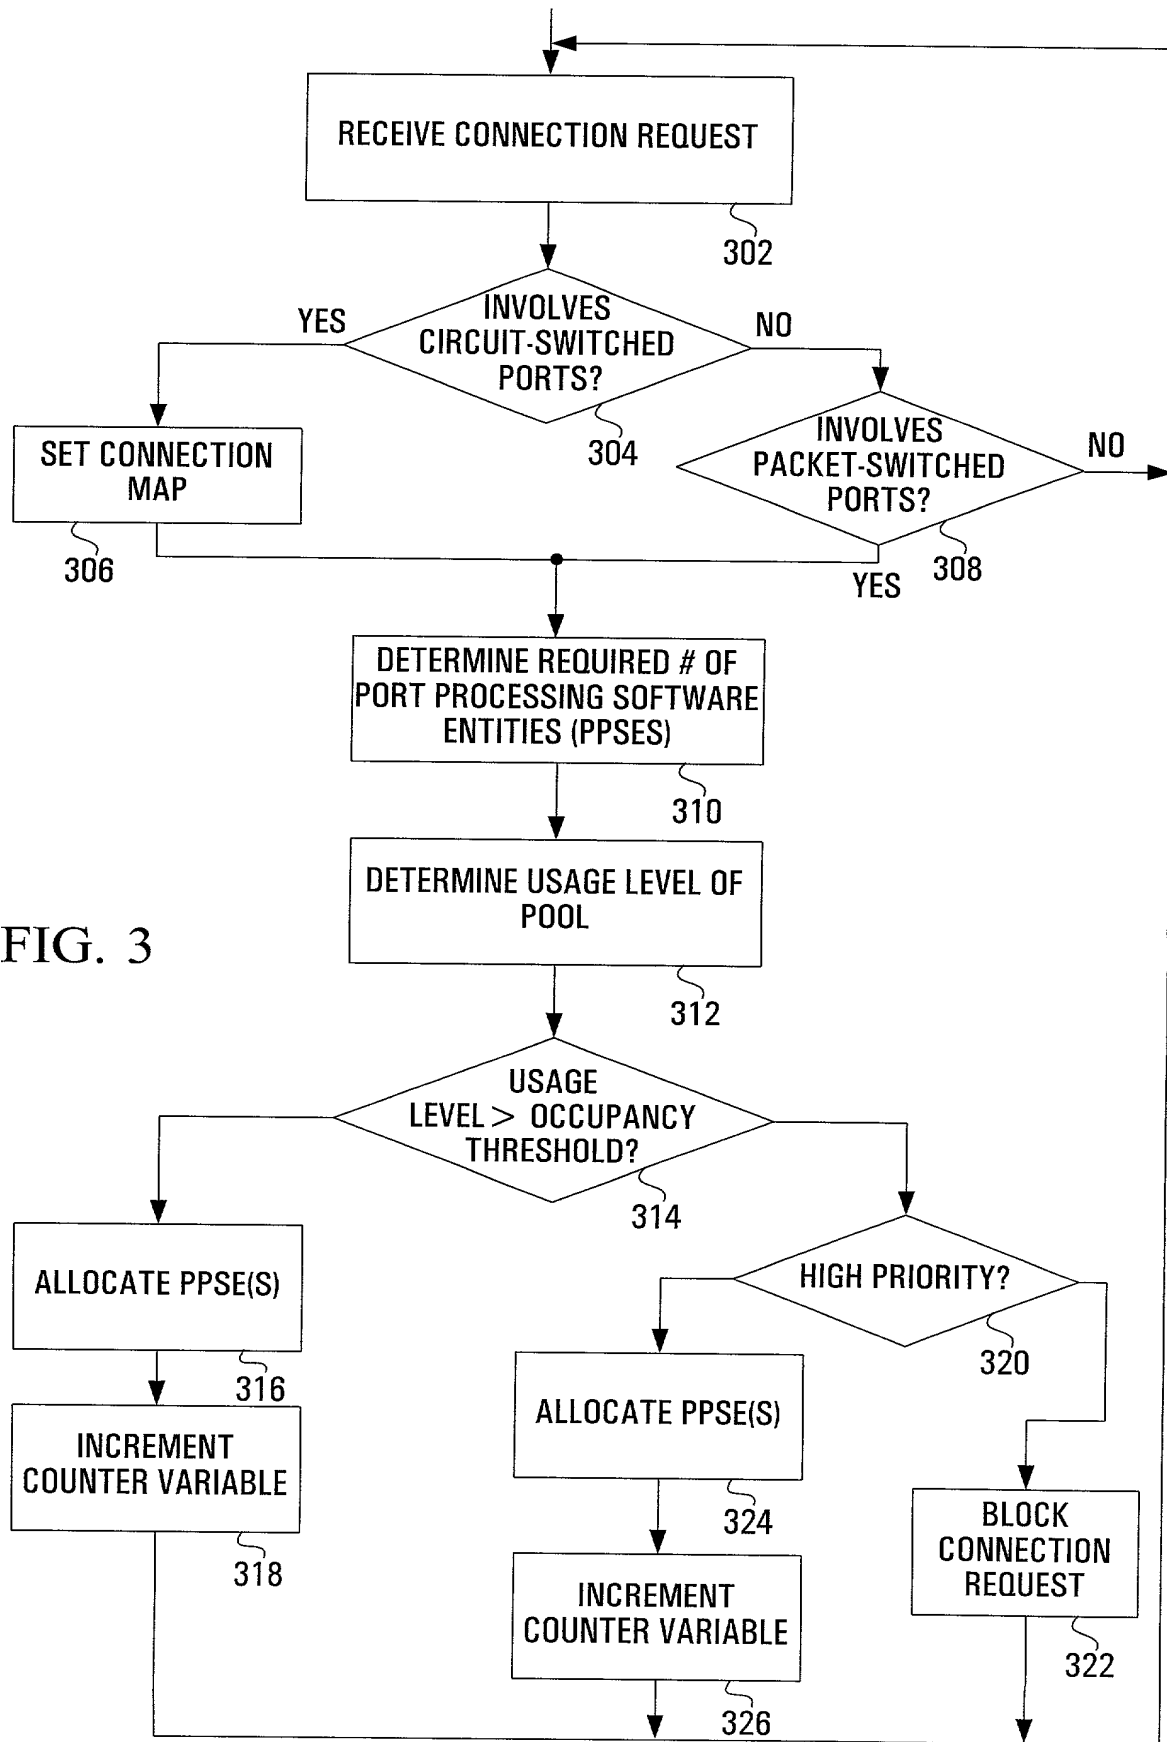 RECEIVE CONNECTION REQUEST
302
INVOLVES
CIRCUIT-SWITCHED
PORTS?
YES
NO
304
SET CONNECTION
MAP
306
INVOLVES
PACKET-SWITCHED
PORTS?
NO
308
YES
DETERMINE REQUIRED # OF
PORT PROCESSING SOFTWARE
ENTITIES (PPSES)
310
DETERMINE USAGE LEVEL OF
POOL
312
FIG. 3
USAGE
LEVEL > OCCUPANCY
THRESHOLD?
314
ALLOCATE PPSE(S)
316
HIGH PRIORITY?
320
INCREMENT
COUNTER VARIABLE
318
ALLOCATE PPSE(S)
324
INCREMENT
COUNTER VARIABLE
326
BLOCK
CONNECTION
REQUEST
322